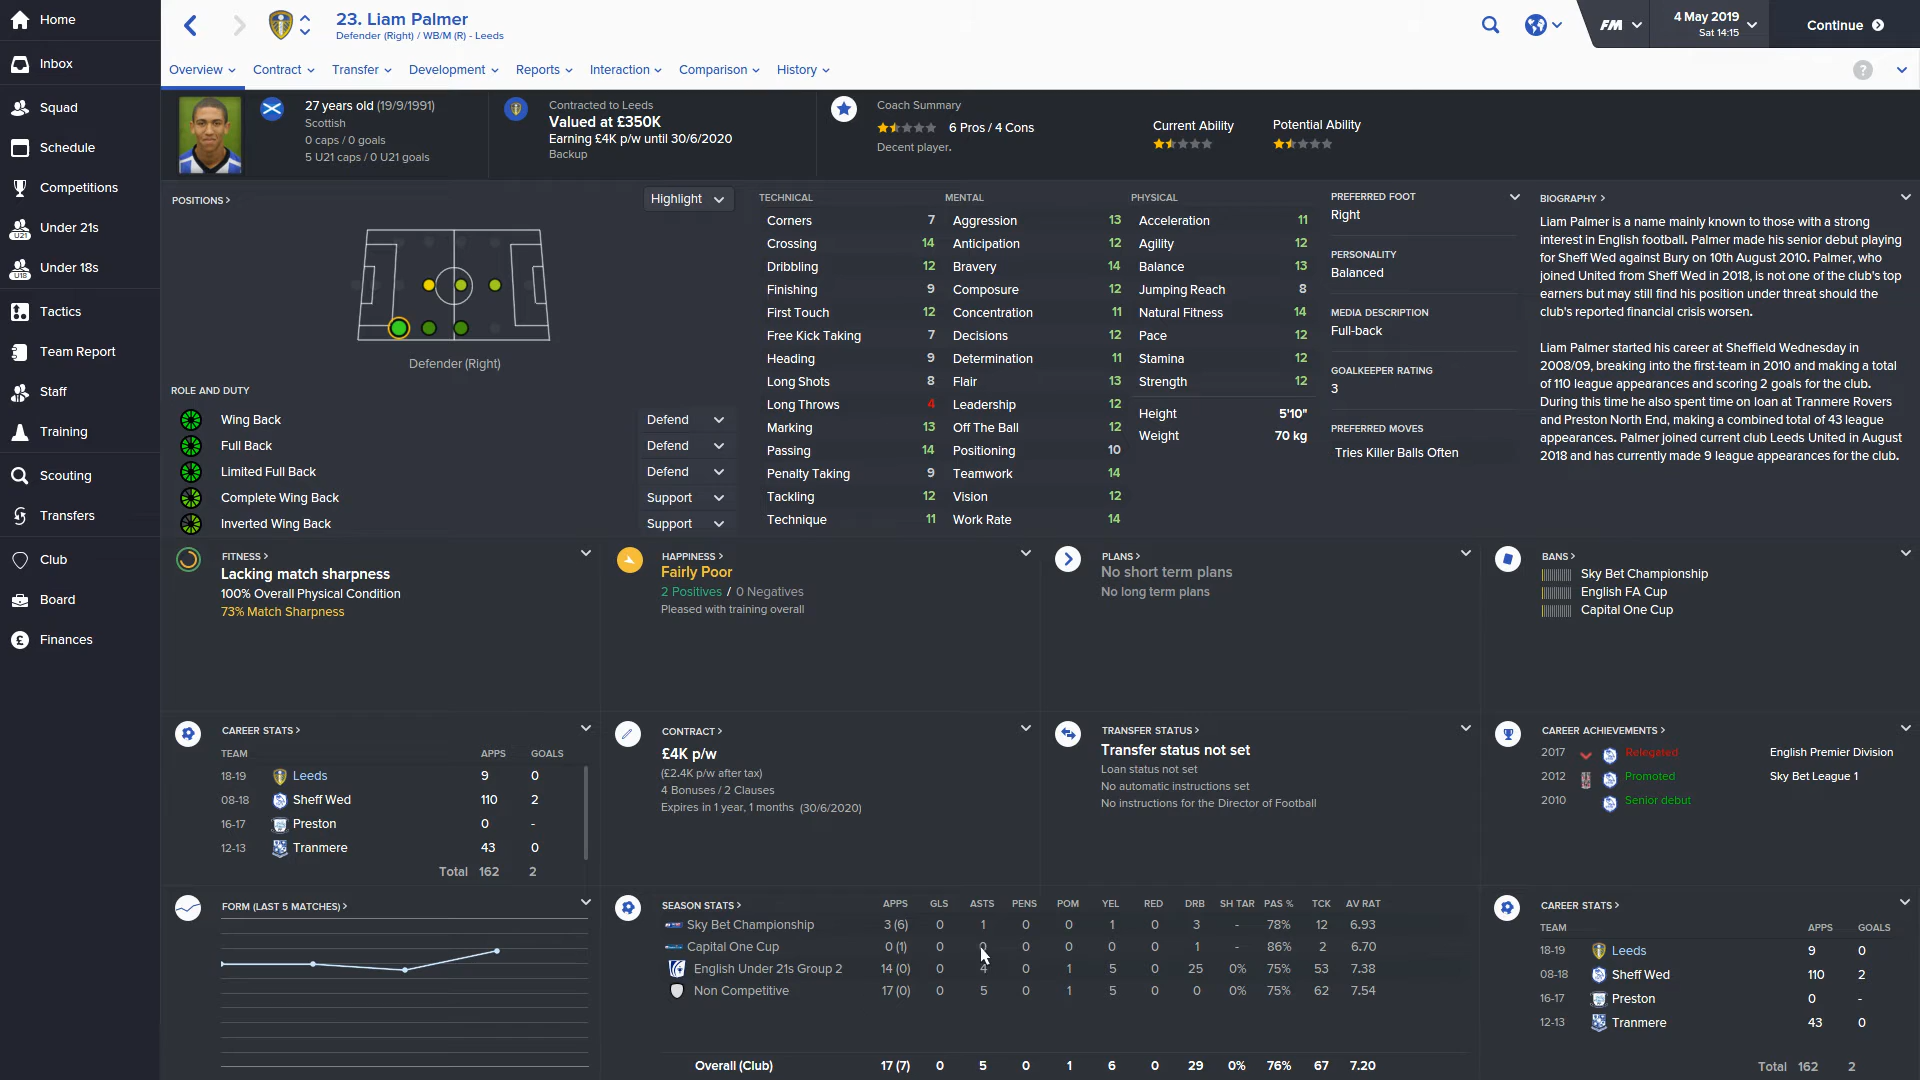 Home
Inbox
Squad
Schedule
Competitions
Under 21s
Under 18s
Tactics
Team Report
Staff
Training
Scouting
Transfers
Club
Board
Finances
23. Liam Palmer
Defender (Right) / WB/M (R) - Leeds
FM
4 May 2019
Sat 14:15
Continue
Overview Contract Transfer Development Reports Interaction Comparison History
?
27 years old (19/9/1991)
Scottish
0 caps / 0 goals
5 U21 caps / 0 U21 goals
Contracted to Leeds
Valued at £350K
Earning £4K p/w until 30/6/2020
Backup
Coach Summary
6 Pros / 4 Cons
Decent player.
Current Ability
Potential Ability
POSITIONS >
Highlight
Defender (Right)
ROLE AND DUTY
Wing Back Defend
Full Back Defend
Limited Full Back Defend
Complete Wing Back Support
Inverted Wing Back Support
TECHNICAL
Corners 7
Crossing 14
Dribbling 12
Finishing 9
First Touch 12
Free Kick Taking 7
Heading 9
Long Shots 8
Long Throws 4
Marking 13
Passing 14
Penalty Taking 9
Tackling 12
Technique 11
MENTAL
Aggression 13
Anticipation 12
Bravery 14
Composure 12
Concentration 11
Decisions 12
Determination 11
Flair 13
Leadership 12
Off The Ball 12
Positioning 10
Teamwork 14
Vision 12
Work Rate 14
PHYSICAL
Acceleration 11
Agility 12
Balance 13
Jumping Reach 8
Natural Fitness 14
Pace 12
Stamina 12
Strength 12
Height 5'10"
Weight 70 kg
PREFERRED FOOT
Right
PERSONALITY
Balanced
MEDIA DESCRIPTION
Full-back
GOALKEEPER RATING
3
PREFERRED MOVES
Tries Killer Balls Often
BIOGRAPHY >
Liam Palmer is a name mainly known to those with a strong
interest in English football. Palmer made his senior debut playing
for Sheff Wed against Bury on 10th August 2010. Palmer, who
joined United from Sheff Wed in 2018, is not one of the club's top
earners but may still find his position under threat should the
club's reported financial crisis worsen.
Liam Palmer started his career at Sheffield Wednesday in
2008/09, breaking into the first-team in 2010 and making a total
of 110 league appearances and scoring 2 goals for the club.
During this time he also spent time on loan at Tranmere Rovers
and Preston North End, making a combined total of 43 league
appearances. Palmer joined current club Leeds United in August
2018 and has currently made 9 league appearances for the club.
FITNESS >
Lacking match sharpness
100% Overall Physical Condition
73% Match Sharpness
HAPPINESS >
Fairly Poor
2 Positives / 0 Negatives
Pleased with training overall
PLANS >
No short term plans
No long term plans
BANS >
Sky Bet Championship
English FA Cup
Capital One Cup
CAREER STATS >
TEAM APPS GOALS
18-19 Leeds 9 0
08-18 Sheff Wed 110 2
16-17 Preston 0 -
12-13 Tranmere 43 0
Total 162 2
CONTRACT >
£4K p/w
(£2.4K p/w after tax)
4 Bonuses / 2 Clauses
Expires in 1 year, 1 months (30/6/2020)
TRANSFER STATUS >
Transfer status not set
Loan status not set
No automatic instructions set
No instructions for the Director of Football
CAREER ACHIEVEMENTS >
2017 Relegated English Premier Division
2012 Promoted Sky Bet League 1
2010 Senior debut
FORM (LAST 5 MATCHES) >
SEASON STATS > APPS GLS ASTS PENS POM YEL RED DRB SH TAR PAS % TCK AV RAT
Sky Bet Championship 3 (6) 0 1 0 0 1 0 3 - 78% 12 6.93
Capital One Cup 0 (1) 0 0 0 0 0 0 1 - 86% 2 6.70
English Under 21s Group 2 14 (0) 0 4 0 1 5 0 25 0% 75% 53 7.38
Non Competitive 17 (0) 0 5 0 1 5 0 0 0% 75% 62 7.54
Overall (Club) 17 (7) 0 5 0 1 6 0 29 0% 76% 67 7.20
CAREER STATS >
TEAM APPS GOALS
18-19 Leeds 9 0
08-18 Sheff Wed 110 2
16-17 Preston 0 -
12-13 Tranmere 43 0
Total 162 2